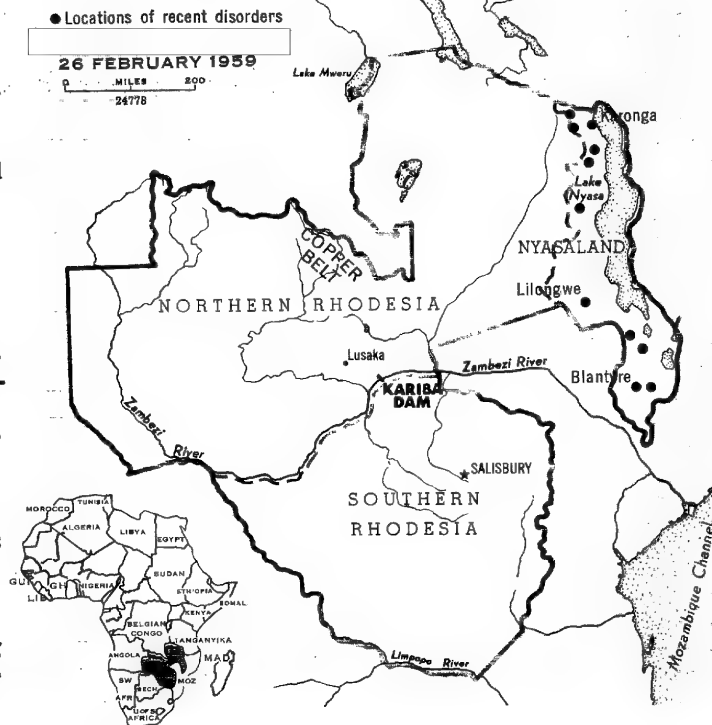 Locations of recent disorders
26 FEBRUARY 1959
0 MILES 200
24778
Lake Mweru
Karonga
Lake
Nyasa
NYASALAND
COPPER
BELT
NORTHERN RHODESIA
Lilongwe
Lusaka
Zambezi River
KARIBA
DAM
Blantyre
Zambezi
River
SALISBURY
SOUTHERN
RHODESIA
Mozambique Channel
Limpopo River
MOROCCO
TUNISIA
ALGERIA
LIBYA
EGYPT
GUI
GH
NIGERIA
LIB
SUDAN
ETHIOPIA
SOMAL
KENYA
BELGIAN
CONGO
TANGANYIKA
ANGOLA
MAD
SW
AFR
BECH
MOZ
U OF S
AFRICA